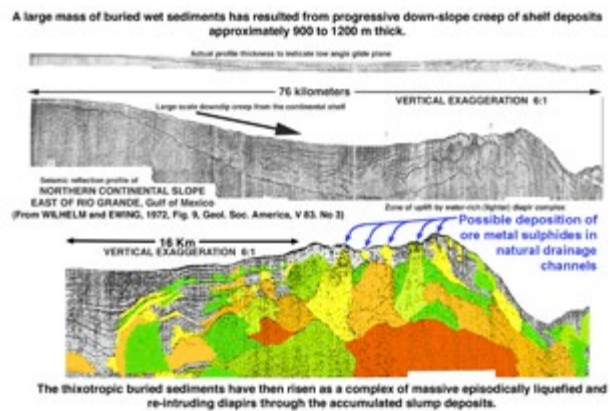 A large mass of buried wet sediments has resulted from progressive down-slope creep of shelf deposits
approximately 900 to 1200 m thick.
Actual profile thickness to indicate low angle glide plane
76 kilometers
VERTICAL EXAGGERATION 6:1
Large scale downdip creep from the continental shelf
Seismic reflection profile of
NORTHERN CONTINENTAL SLOPE
EAST OF RIO GRANDE, Gulf of Mexico
(From WILHELM and EWING, 1972, Fig. 9, Geol. Soc. America, V 83. No 3)
Zone of uplift by water-rich (lighter) diapir complex
Possible deposition of
ore metal sulphides in
natural drainage
channels
16 Km
VERTICAL EXAGGERATION 6:1
The thixotropic buried sediments have then risen as a complex of massive episodically liquefied and
re-intruding diapirs through the accumulated slump deposits.